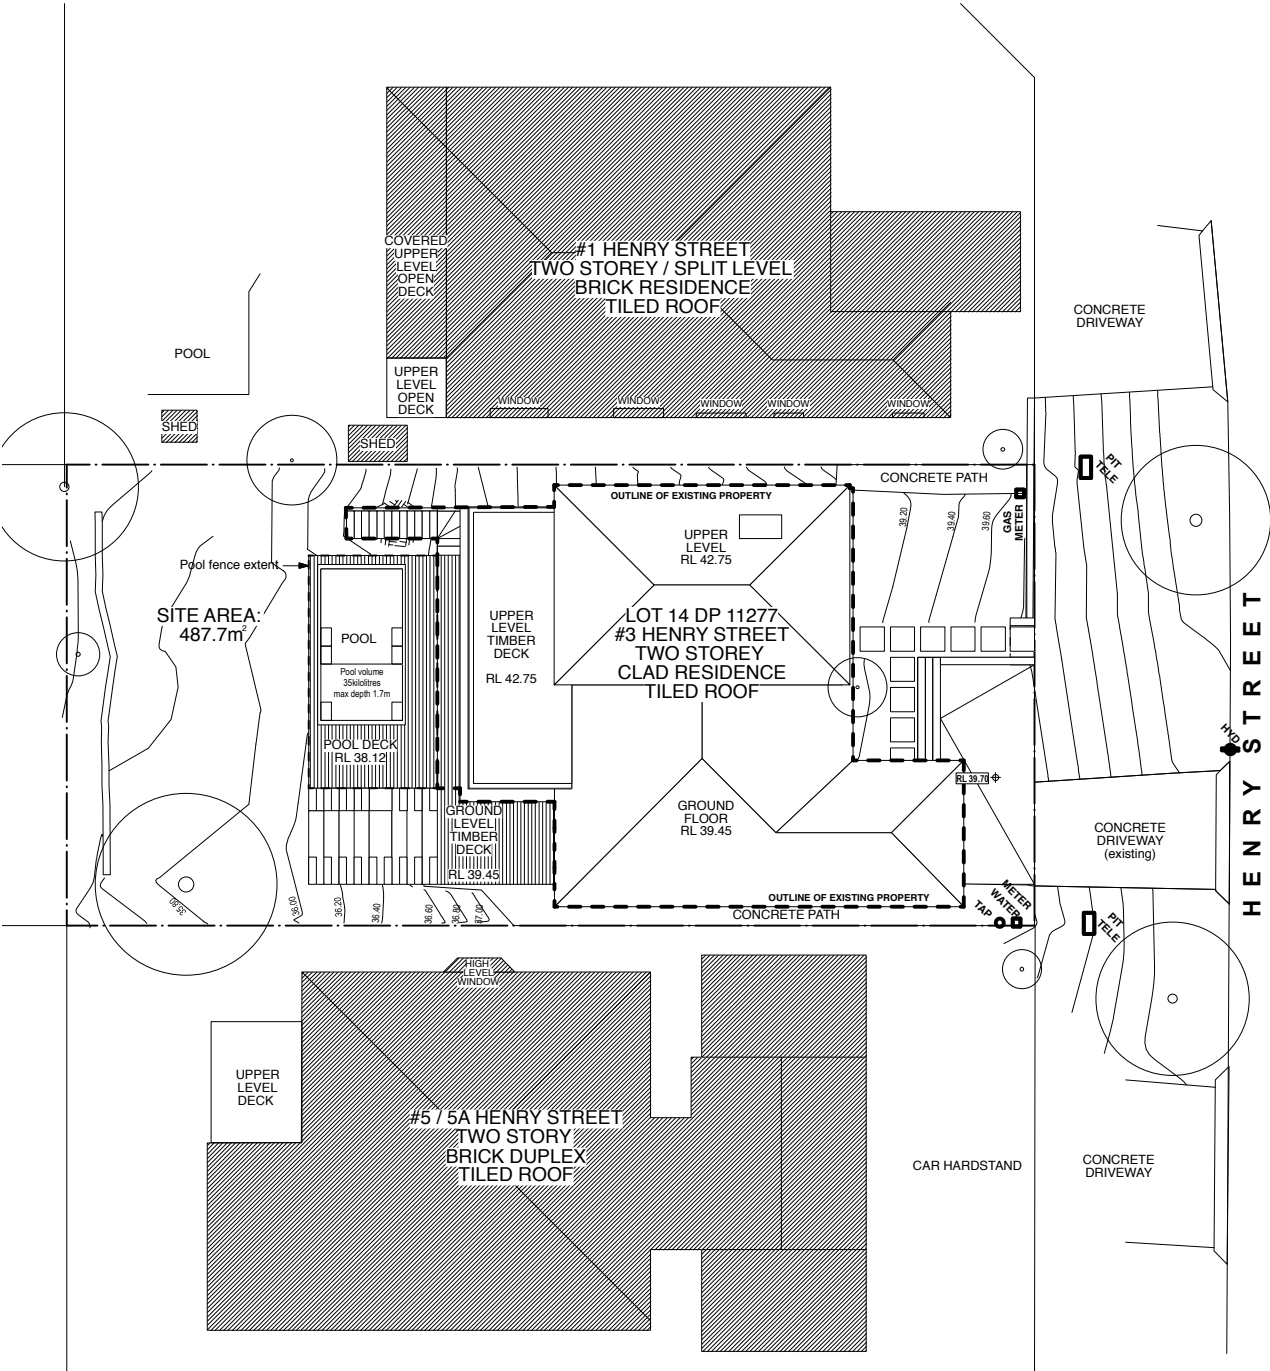 COVERED
UPPER
LEVEL
OPEN
DECK
#1 HENRY STREET
TWO STOREY / SPLIT LEVEL
BRICK RESIDENCE
TILED ROOF
CONCRETE
DRIVEWAY
POOL
UPPER
LEVEL
OPEN
DECK
WINDOW
WINDOW
WINDOW
WINDOW
WINDOW
SHED
SHED
CONCRETE PATH
PIT
TELE
OUTLINE OF EXISTING PROPERTY
GAS
METER
39.20
39.40
39.60
UPPER
LEVEL
RL 42.75
Pool fence extent
SITE AREA:
487.7m²
POOL
Pool volume
35kilolitres
max depth 1.7m
UPPER
LEVEL
TIMBER
DECK
RL 42.75
LOT 14 DP 11277
#3 HENRY STREET
TWO STOREY
CLAD RESIDENCE
TILED ROOF
HENRY STREET
HYD
POOL DECK
RL 38.12
RL 39.70
GROUND
LEVEL
TIMBER
DECK
RL 39.45
GROUND
FLOOR
RL 39.45
CONCRETE
DRIVEWAY
(existing)
35.80
36.00
36.20
36.40
36.60
36.80
37.00
OUTLINE OF EXISTING PROPERTY
CONCRETE PATH
TAP
WATER
METER
PIT
TELE
HIGH
LEVEL
WINDOW
UPPER
LEVEL
DECK
#5 / 5A HENRY STREET
TWO STORY
BRICK DUPLEX
TILED ROOF
CAR HARDSTAND
CONCRETE
DRIVEWAY